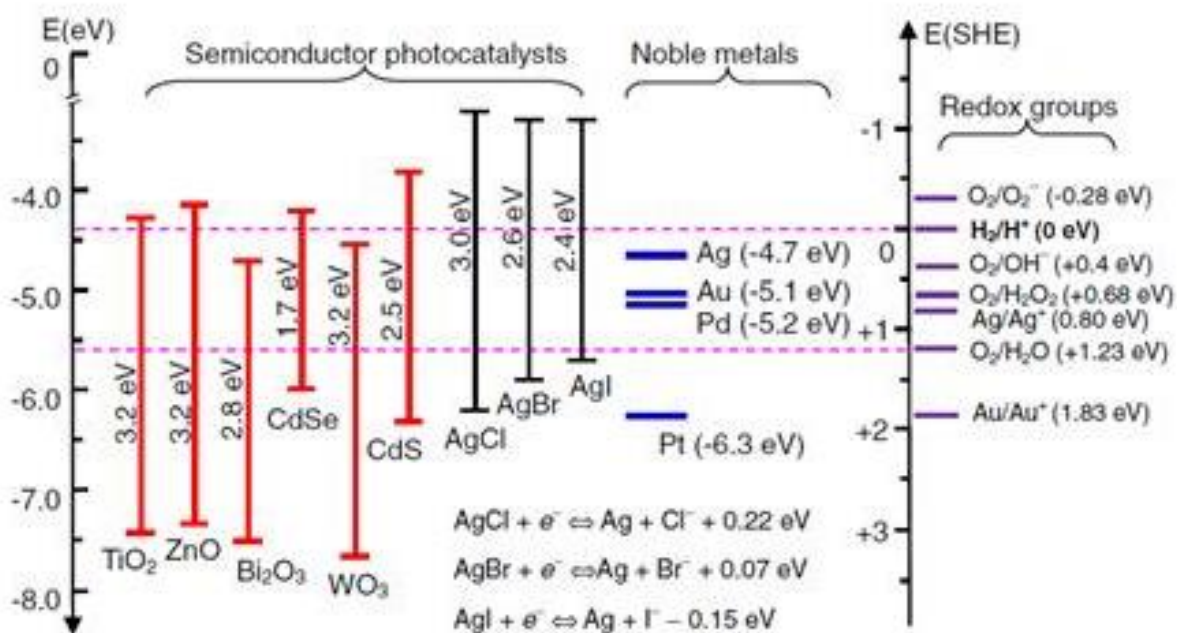 E(eV)
0
-4.0
-5.0
-6.0
-7.0
-8.0
Semiconductor photocatalysts
3.2 eV
TiO₂
3.2 eV
ZnO
2.8 eV
Bi₂O₃
1.7 eV
CdSe
3.2 eV
WO₃
2.5 eV
CdS
3.0 eV
AgCl
2.6 eV
AgBr
2.4 eV
AgI
Noble metals
Ag (-4.7 eV)
Au (-5.1 eV)
Pd (-5.2 eV)
Pt (-6.3 eV)
AgCl + e⁻ ⇔ Ag + Cl⁻ + 0.22 eV
AgBr + e⁻ ⇔Ag + Br⁻ + 0.07 eV
AgI + e⁻ ⇔ Ag + I⁻ − 0.15 eV
E(SHE)
-1
0
+1
+2
+3
Redox groups
O₂/O₂⁻ (-0.28 eV)
H₂/H⁺ (0 eV)
O₂/OH⁻ (+0.4 eV)
O₂/H₂O₂ (+0.68 eV)
Ag/Ag⁺ (0.80 eV)
O₂/H₂O (+1.23 eV)
Au/Au⁺ (1.83 eV)